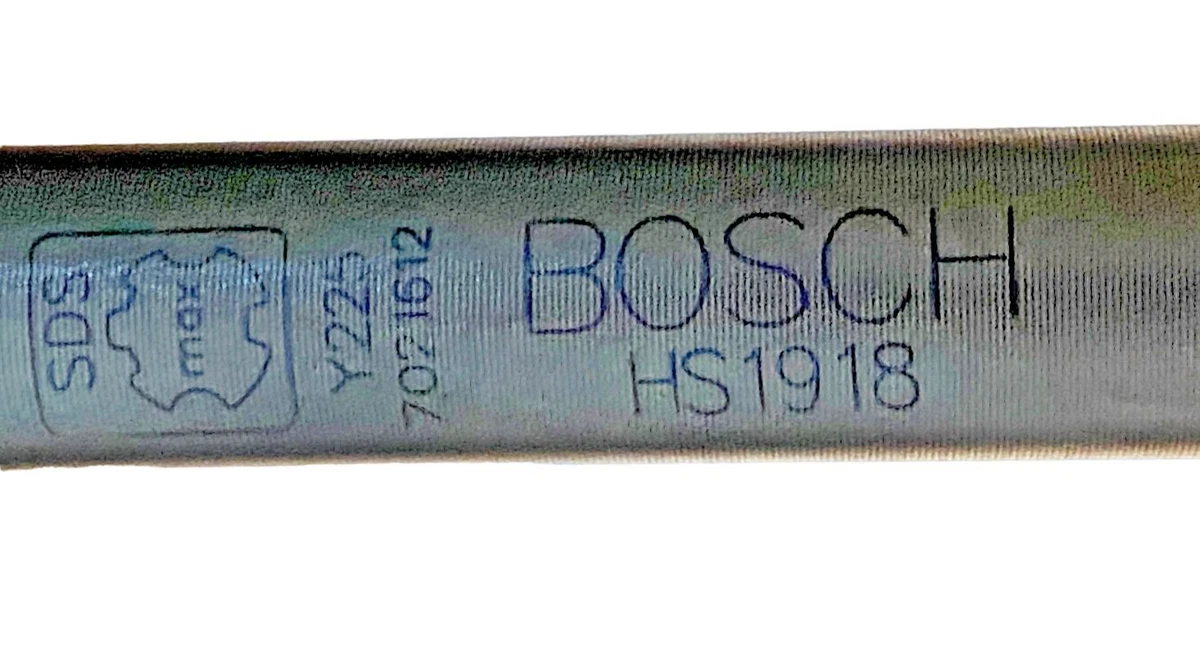 SDS
max
Y225
7021612
BOSCH
HS1918